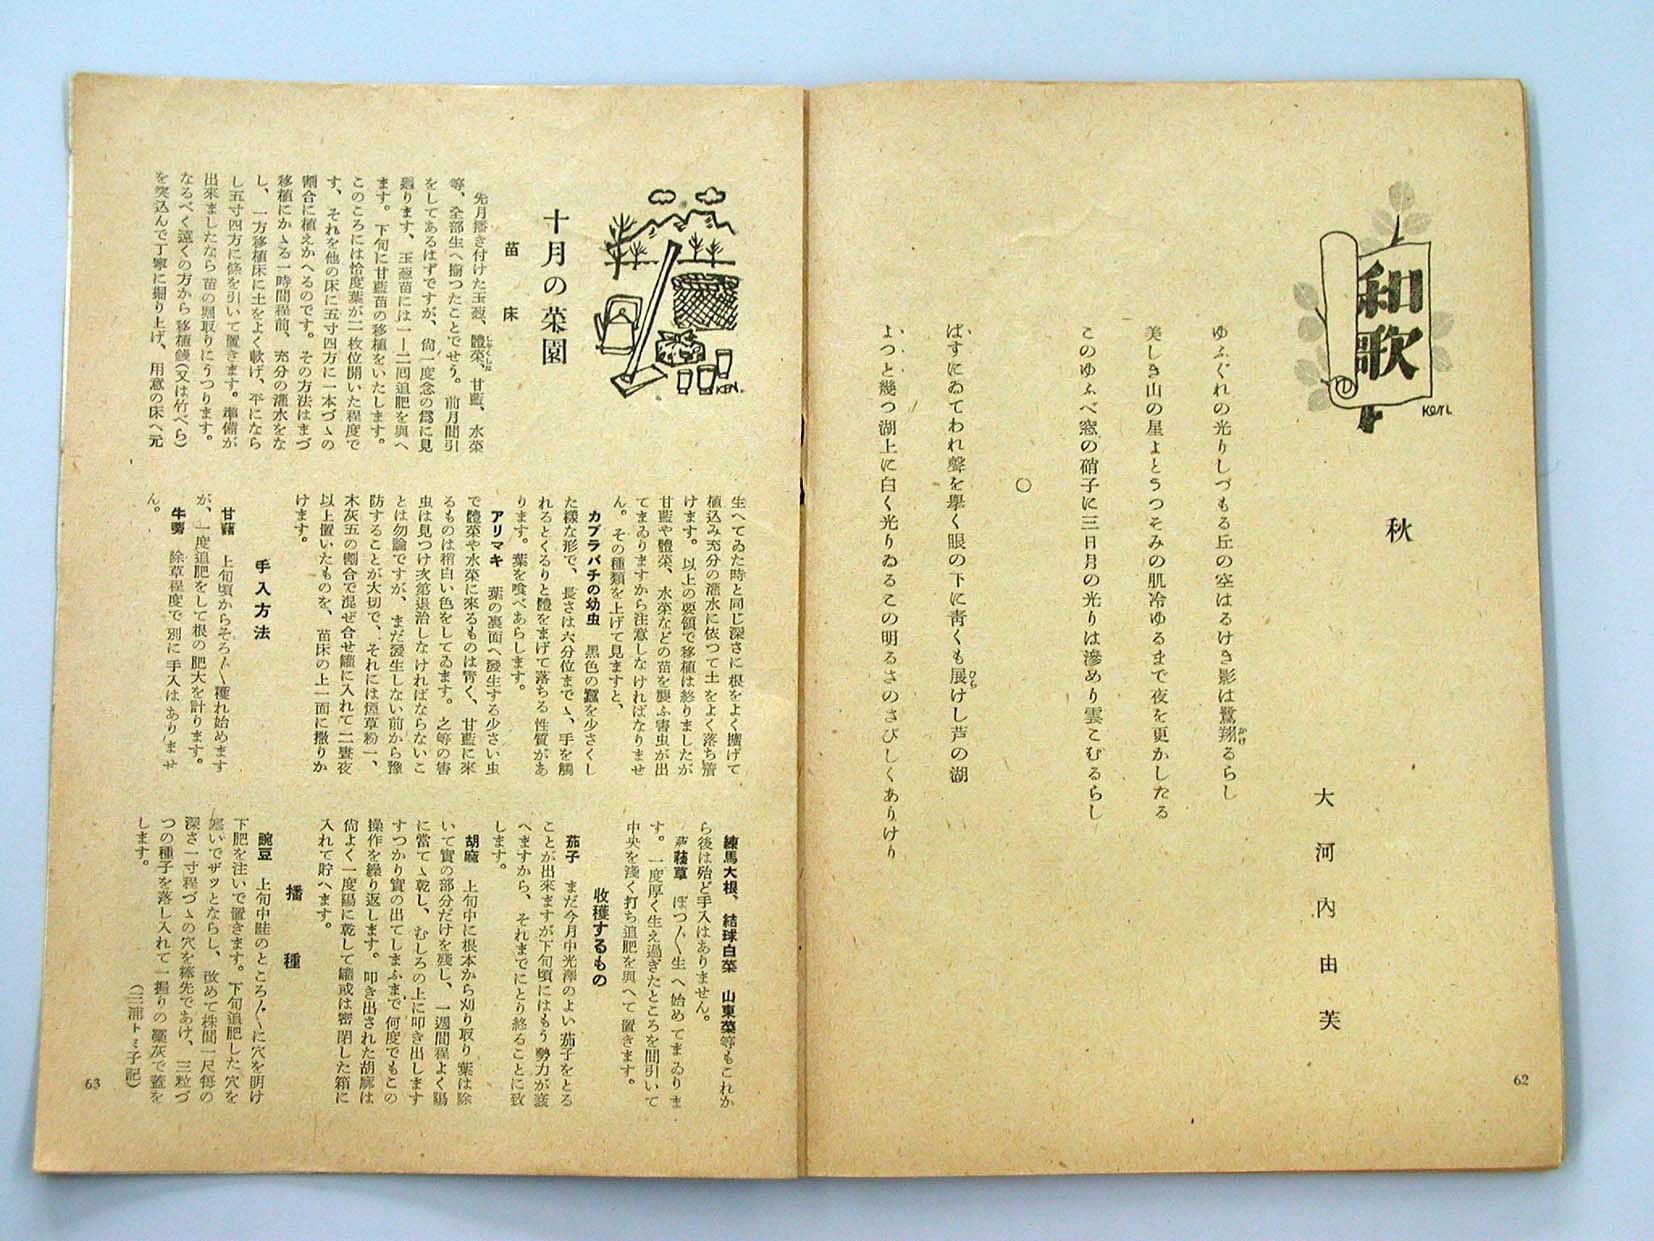 和歌
Ken
秋
大河內由芙
ゆふぐれの光りしづもる丘の空はるけき影は鷺翔るらし
かけ
美しき山の星よとうつそみの肌冷ゆるまで夜を更かしたる
このゆふべ窓の硝子に三日月の光りは滲めり雲こむるらし
○
ばすにゐてわれ聲を擧く眼の下に靑くも展けし芦の湖
ひら
よつと幾つ湖上に白く光りゐるこの明るさのさびしくありけり
62
KEN.
十月の菜園
苗床
先月播き付けた玉葱、體菜、甘藍、水菜
等、全部生へ揃つたことでせう。前月間引
をしてあるはずですが、尙一度念の爲に見
廻ります、玉葱苗には一ー二回追肥を與へ
ます。下旬に甘藍苗の移植をいたします。
このころには恰度葉が二枚位開いた程度で
す、それを他の床に五寸四方に一本づゝの
割合に植えかへるのです。その方法はまづ
移植にかゝる一時間程前、充分の灌水をな
し、一方移植床に土をよく軟げ、平になら
し五寸四方に條を引いて置きます。準備が
出來ましたなら苗の堀取りにうつります。
なるべく遠くの方から移植鏝(又は竹べら)
を突込んで丁寧に掘り上げ、用意の床へ元
生へてゐた時と同じ深さに根をよく擴げて
植込み充分の灌水に依つて土をよく落ち着
けます。以上の要領で移植は終りましたが
甘藍や體菜、水菜などの苗を襲ふ害虫が出
てまゐりますから注意しなければなりませ
ん。その種類を上げて見ますと、
カブラバチの幼虫 黑色の蠶を少さくし
た樣な形で、長さは六分位まで、手を觸
れるとくるりと體をまげて落ちる性質があ
ります。葉を喰べあらします。
アリマキ 葉の裏面へ發生する少さい虫
で體菜や水菜に來るものは靑く、甘藍に來
るものは稍白い色をしてゐます。之等の害
虫は見つけ次第退治しなければならないこ
とは勿論ですが、まだ發生しない前から豫
防することが大切で、それには煙草粉一、
木灰五の割合で混ぜ合せ罐に入れて二晝夜
以上置いたものを、苗床の上一面に撒りか
けます。
手入方法
甘藷 上旬頃からそろ〳〵穫れ始めます
が、一度追肥をして根の肥大を計ります。
牛蒡 除草程度で別に手入はありませ
ん。
練馬大根、結球白菜 山東菜等もこれか
ら後は殆ど手入はありません。
菠薐草 ぼつ〳〵生へ始めてまゐりま
す。一度厚く生え過ぎたところを間引いて
中央を淺く打ち追肥を與へて置きます。
收穫するもの
茄子 まだ今月中光澤のよい茄子をとる
ことが出來ますが下旬頃にはもう勢力が衰
へますから、それまでにとり終ることに致
します。
胡麻 上旬中に根本から刈り取り葉は除
いて實の部分だけを殘し、一週間程よく陽
に當てゝ乾し、むしろの上に叩き出します
すつかり實の出てしまふまで何度でもこの
操作を繰り返します。叩き出された胡麻は
尙よく一度陽に乾して罐或は密閉した箱に
入れて貯へます。
播種
豌豆 上旬中畦のところ〴〵に穴を明け
下肥を注いで置きます。下旬追肥した穴を
塞いでザッとならし、改めて株間一尺每の
深さ一寸程づゝの穴を棒先であけ、三粒づ
つの種子を落し入れて一握りの藁灰で蓋を
します。
(三浦トミ子記)
63